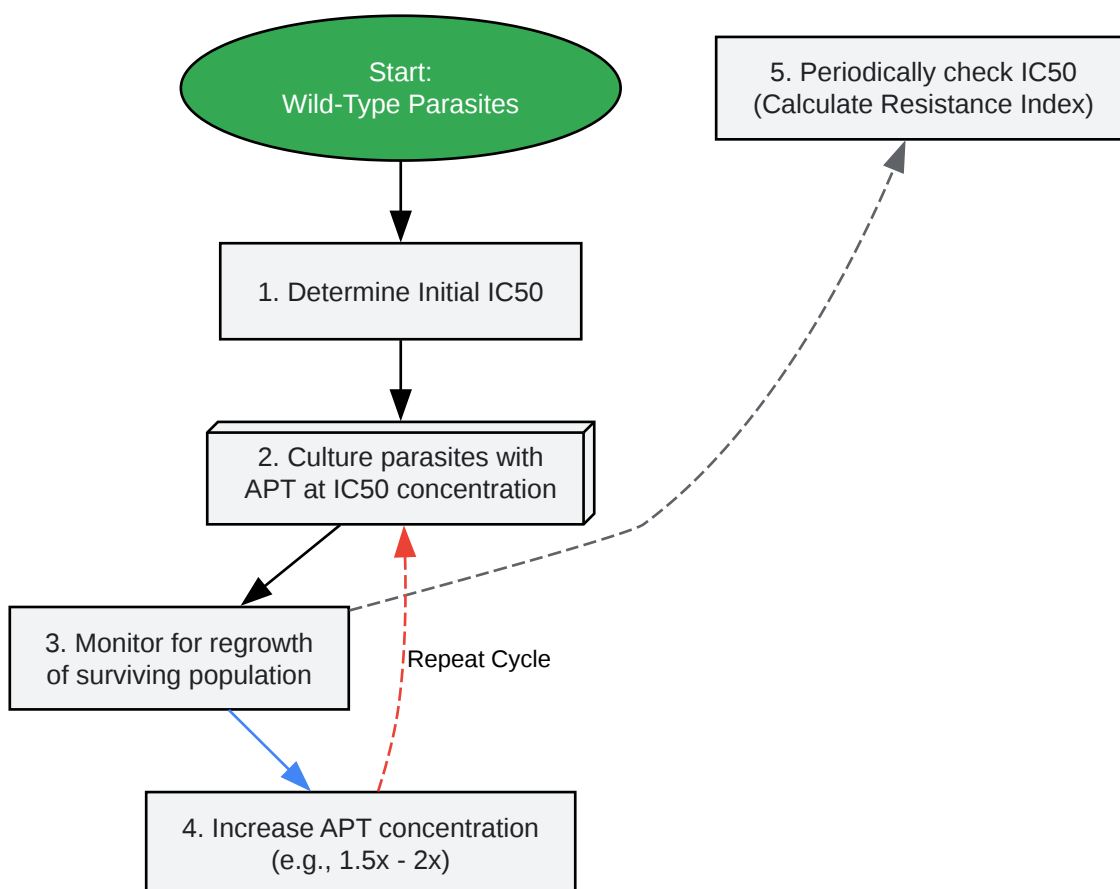 Start:
Wild-Type Parasites
5. Periodically check IC50
(Calculate Resistance Index)
1. Determine Initial IC50
2. Culture parasites with
APT at IC50 concentration
3. Monitor for regrowth
of surviving population
Repeat Cycle
4. Increase APT concentration
(e.g., 1.5x - 2x)